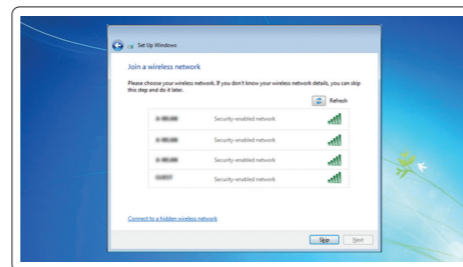 Set Up Windows
Join a wireless network
Please choose your wireless network. If you don't know your wireless network details, you can skip
this step and do it later.
Refresh
Security-enabled network
Security-enabled network
Security-enabled network
Security-enabled network
Connect to a hidden wireless network
Skip Next